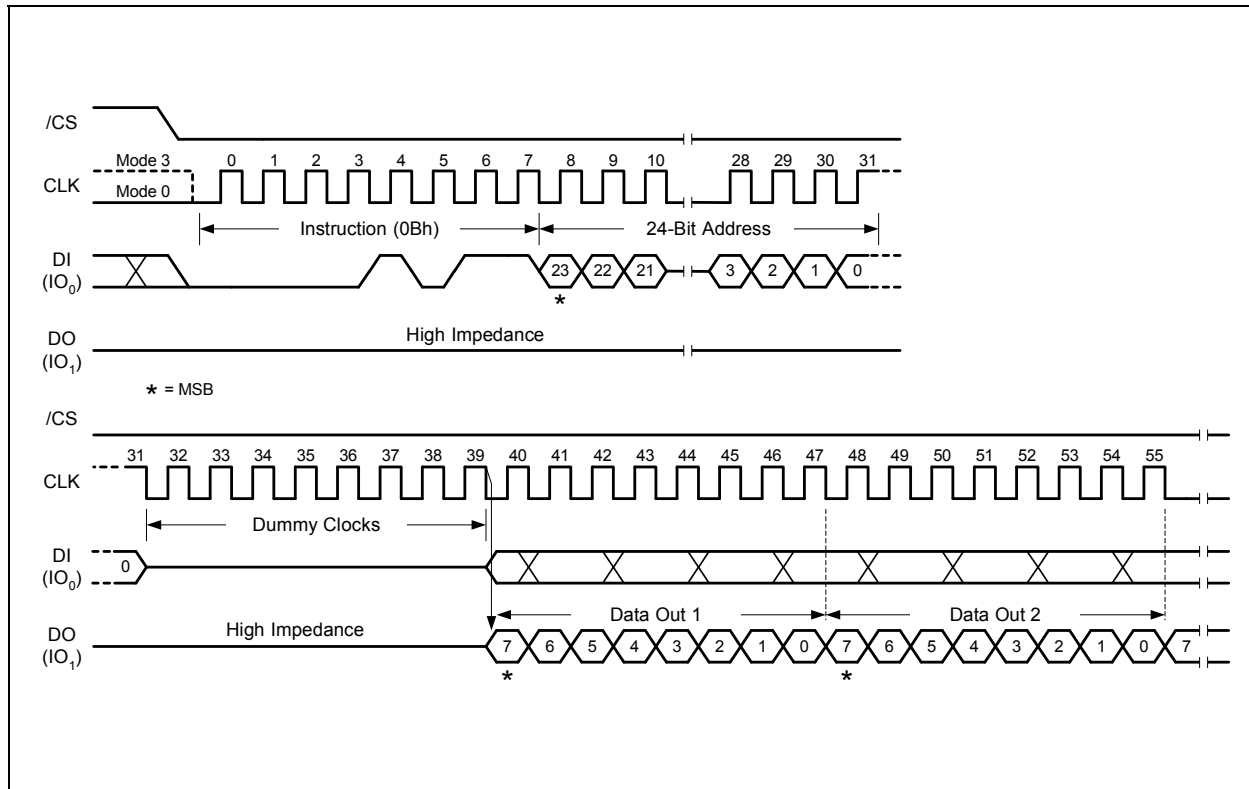 /CS
Mode 3 0 1 2 3 4 5 6 7 8 9 10 28 29 30 31
CLK
Mode 0
Instruction (0Bh) 24-Bit Address
DI
(IO0)
23 22 21 3 2 1 0
*
High Impedance
DO
(IO1)
* = MSB
/CS
31 32 33 34 35 36 37 38 39 40 41 42 43 44 45 46 47 48 49 50 51 52 53 54 55
CLK
Dummy Clocks
DI
(IO0)
0
Data Out 1 Data Out 2
High Impedance
DO
(IO1)
7 6 5 4 3 2 1 0 7 6 5 4 3 2 1 0 7
* *